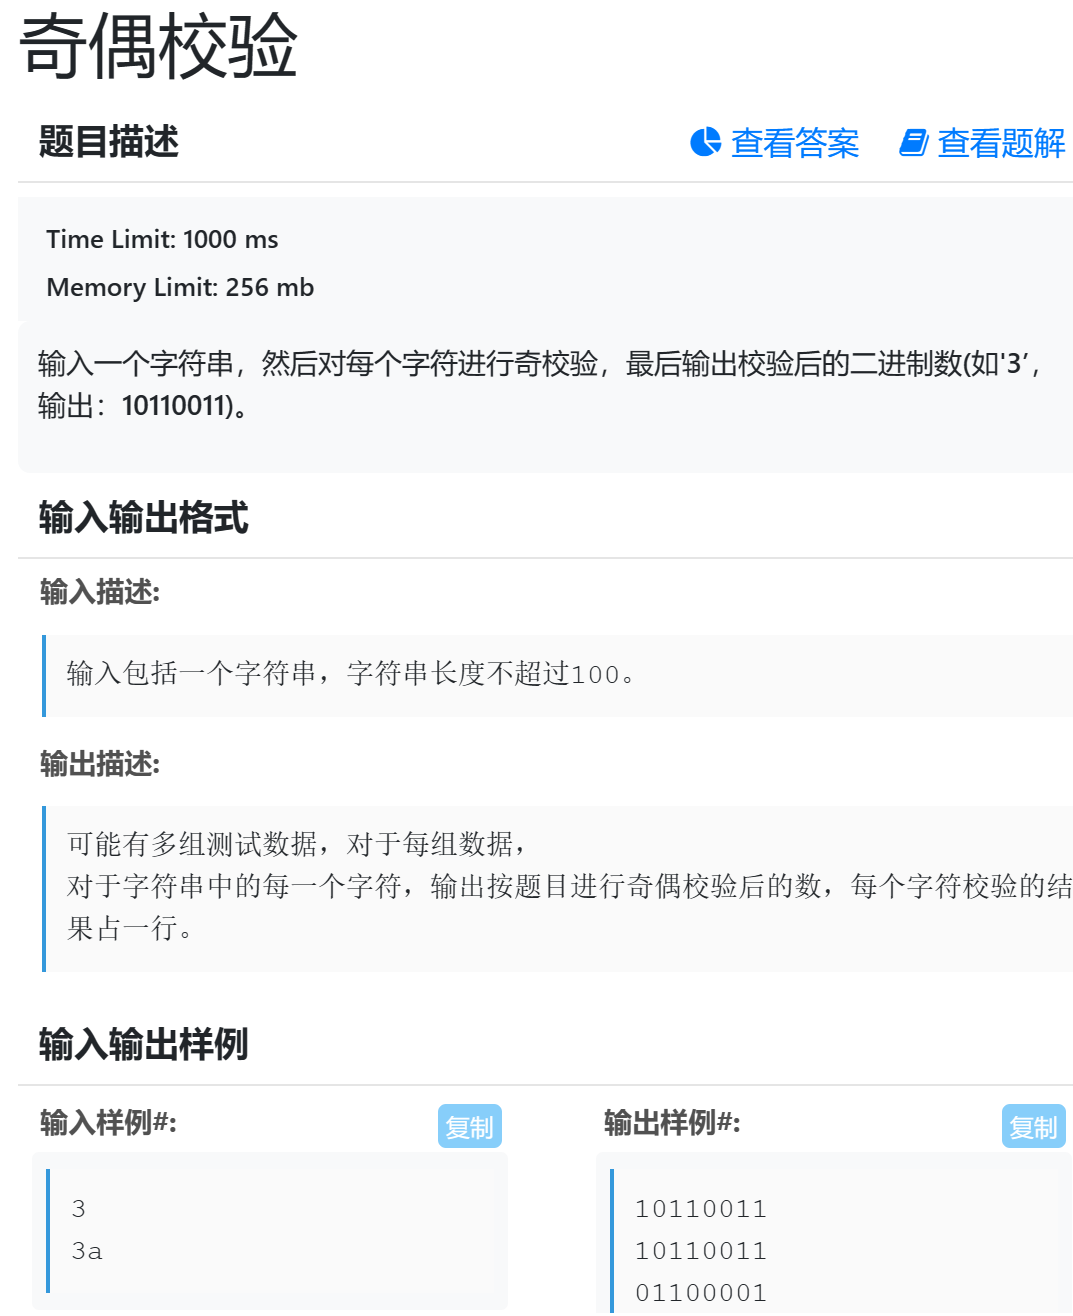 奇偶校验
题目描述
查看答案 查看题解
Time Limit: 1000 ms
Memory Limit: 256 mb
输入一个字符串，然后对每个字符进行奇校验，最后输出校验后的二进制数(如'3’，
输出：10110011)。
输入输出格式
输入描述:
输入包括一个字符串，字符串长度不超过100。
输出描述:
可能有多组测试数据，对于每组数据，
对于字符串中的每一个字符，输出按题目进行奇偶校验后的数，每个字符校验的结
果占一行。
输入输出样例
输入样例#:
复制
3
3a
输出样例#:
复制
10110011
10110011
01100001